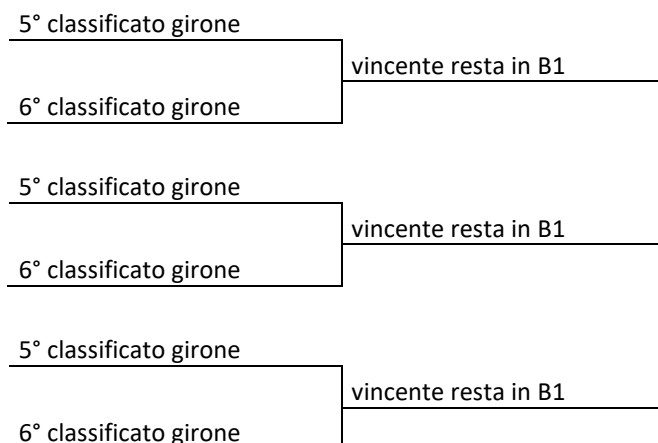 5° classificato girone
vincente resta in B1
6° classificato girone
5° classificato girone
vincente resta in B1
6° classificato girone
5° classificato girone
vincente resta in B1
6° classificato girone